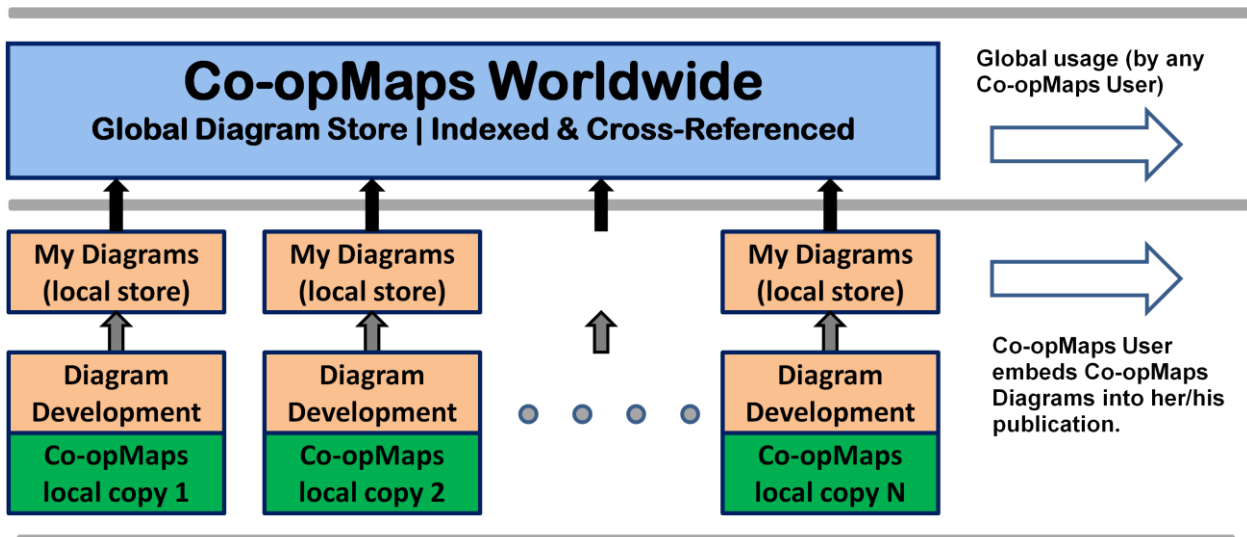 Co-opMaps Worldwide
Global Diagram Store | Indexed & Cross-Referenced
Global usage (by any
Co-opMaps User)
My Diagrams
(local store)
My Diagrams
(local store)
My Diagrams
(local store)
Diagram
Development
Co-opMaps
local copy 1
Diagram
Development
Co-opMaps
local copy 2
Diagram
Development
Co-opMaps
local copy N
Co-opMaps User
embeds Co-opMaps
Diagrams into her/his
publication.